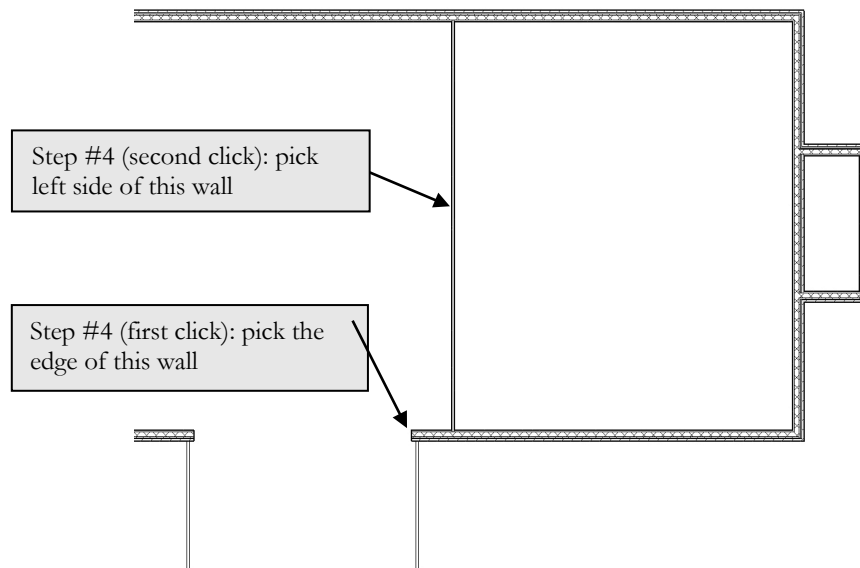 Step #4 (second click): pick
left side of this wall
Step #4 (first click): pick the
edge of this wall